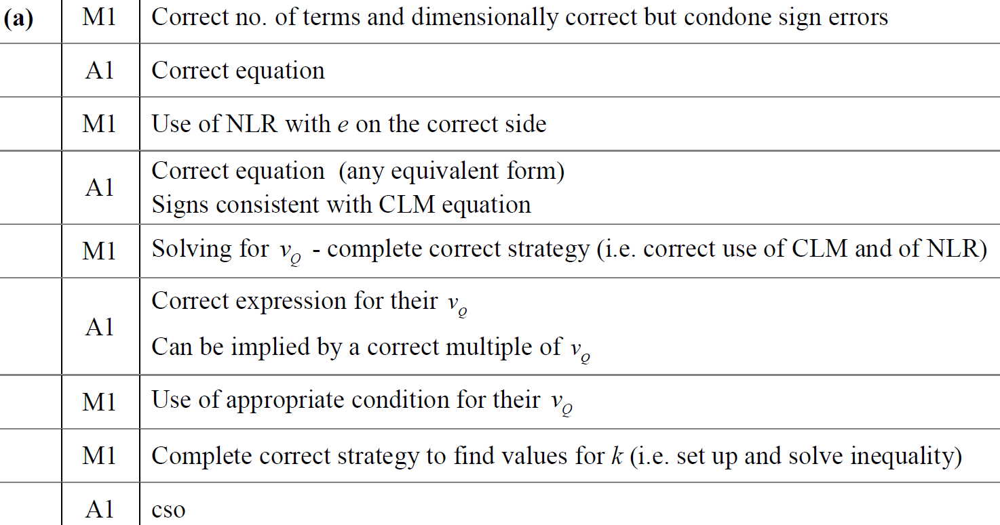 (a) M1 Correct no. of terms and dimensionally correct but condone sign errors
A1 Correct equation
M1 Use of NLR with e on the correct side
A1 Correct equation (any equivalent form)
Signs consistent with CLM equation
M1 Solving for v_Q - complete correct strategy (i.e. correct use of CLM and of NLR)
A1 Correct expression for their v_Q
Can be implied by a correct multiple of v_Q
M1 Use of appropriate condition for their v_Q
M1 Complete correct strategy to find values for k (i.e. set up and solve inequality)
A1 cso